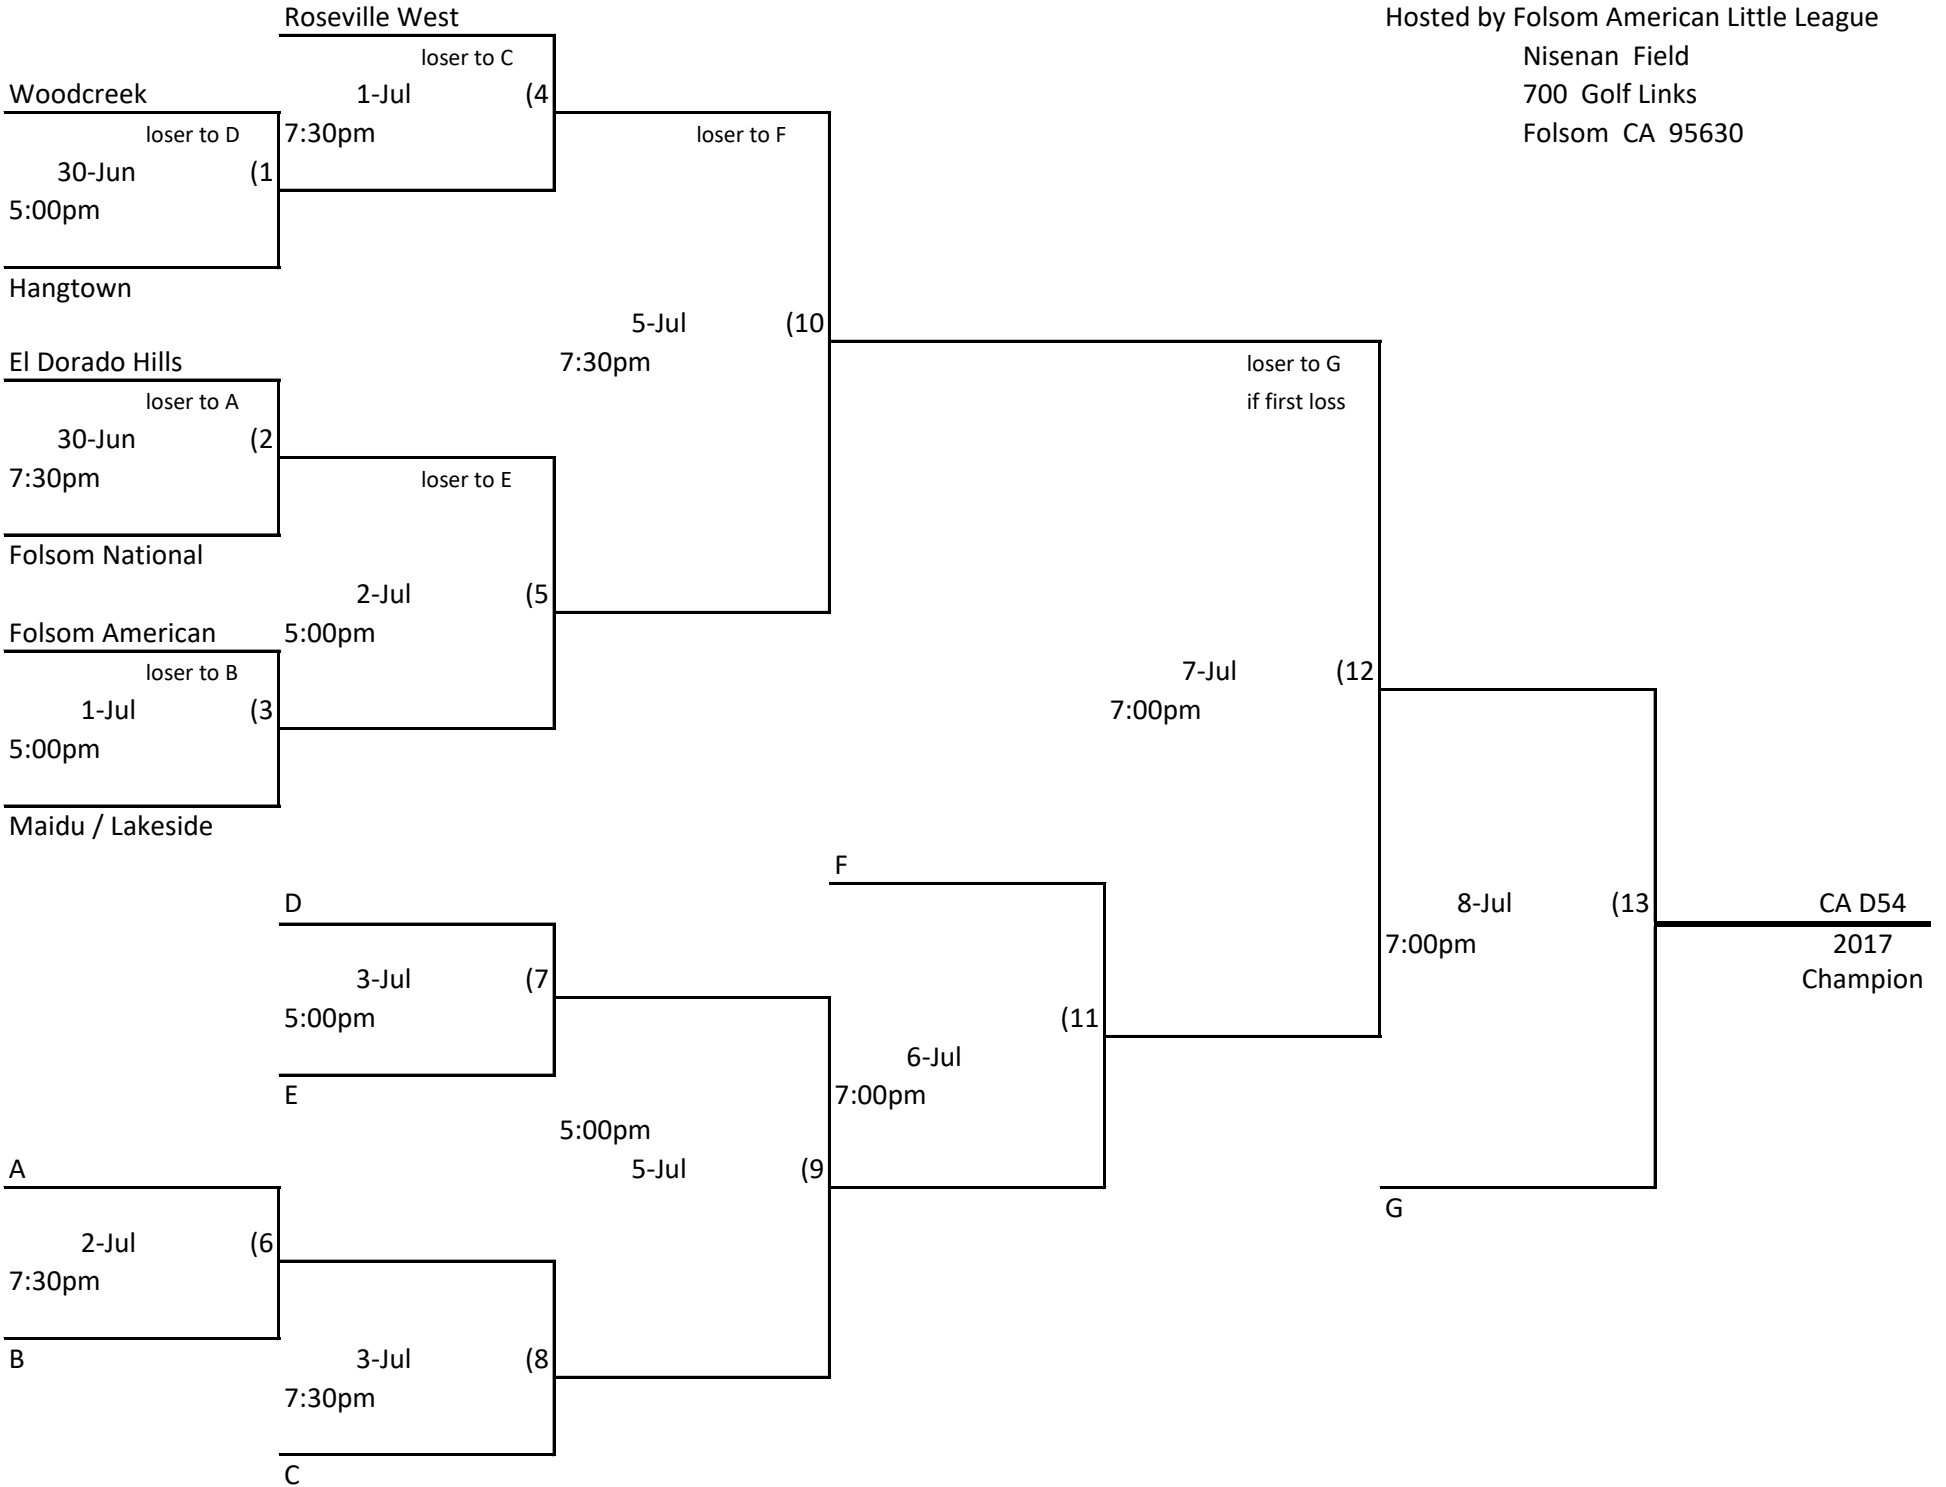 Roseville West
Hosted by Folsom American Little League
loser to C
Nisenan Field
Woodcreek
1-Jul (4
700 Golf Links
loser to D
7:30pm
loser to F
Folsom CA 95630
30-Jun (1
5:00pm
Hangtown
5-Jul (10
El Dorado Hills
7:30pm
loser to G
loser to A
if first loss
30-Jun (2
7:30pm
loser to E
Folsom National
2-Jul (5
Folsom American
5:00pm
loser to B
7-Jul (12
1-Jul (3
7:00pm
5:00pm
Maidu / Lakeside
F
D
8-Jul (13
CA D54
7:00pm
2017
3-Jul (7
Champion
5:00pm
(11
6-Jul
E
7:00pm
5:00pm
A
5-Jul (9
G
2-Jul (6
7:30pm
B
3-Jul (8
7:30pm
C